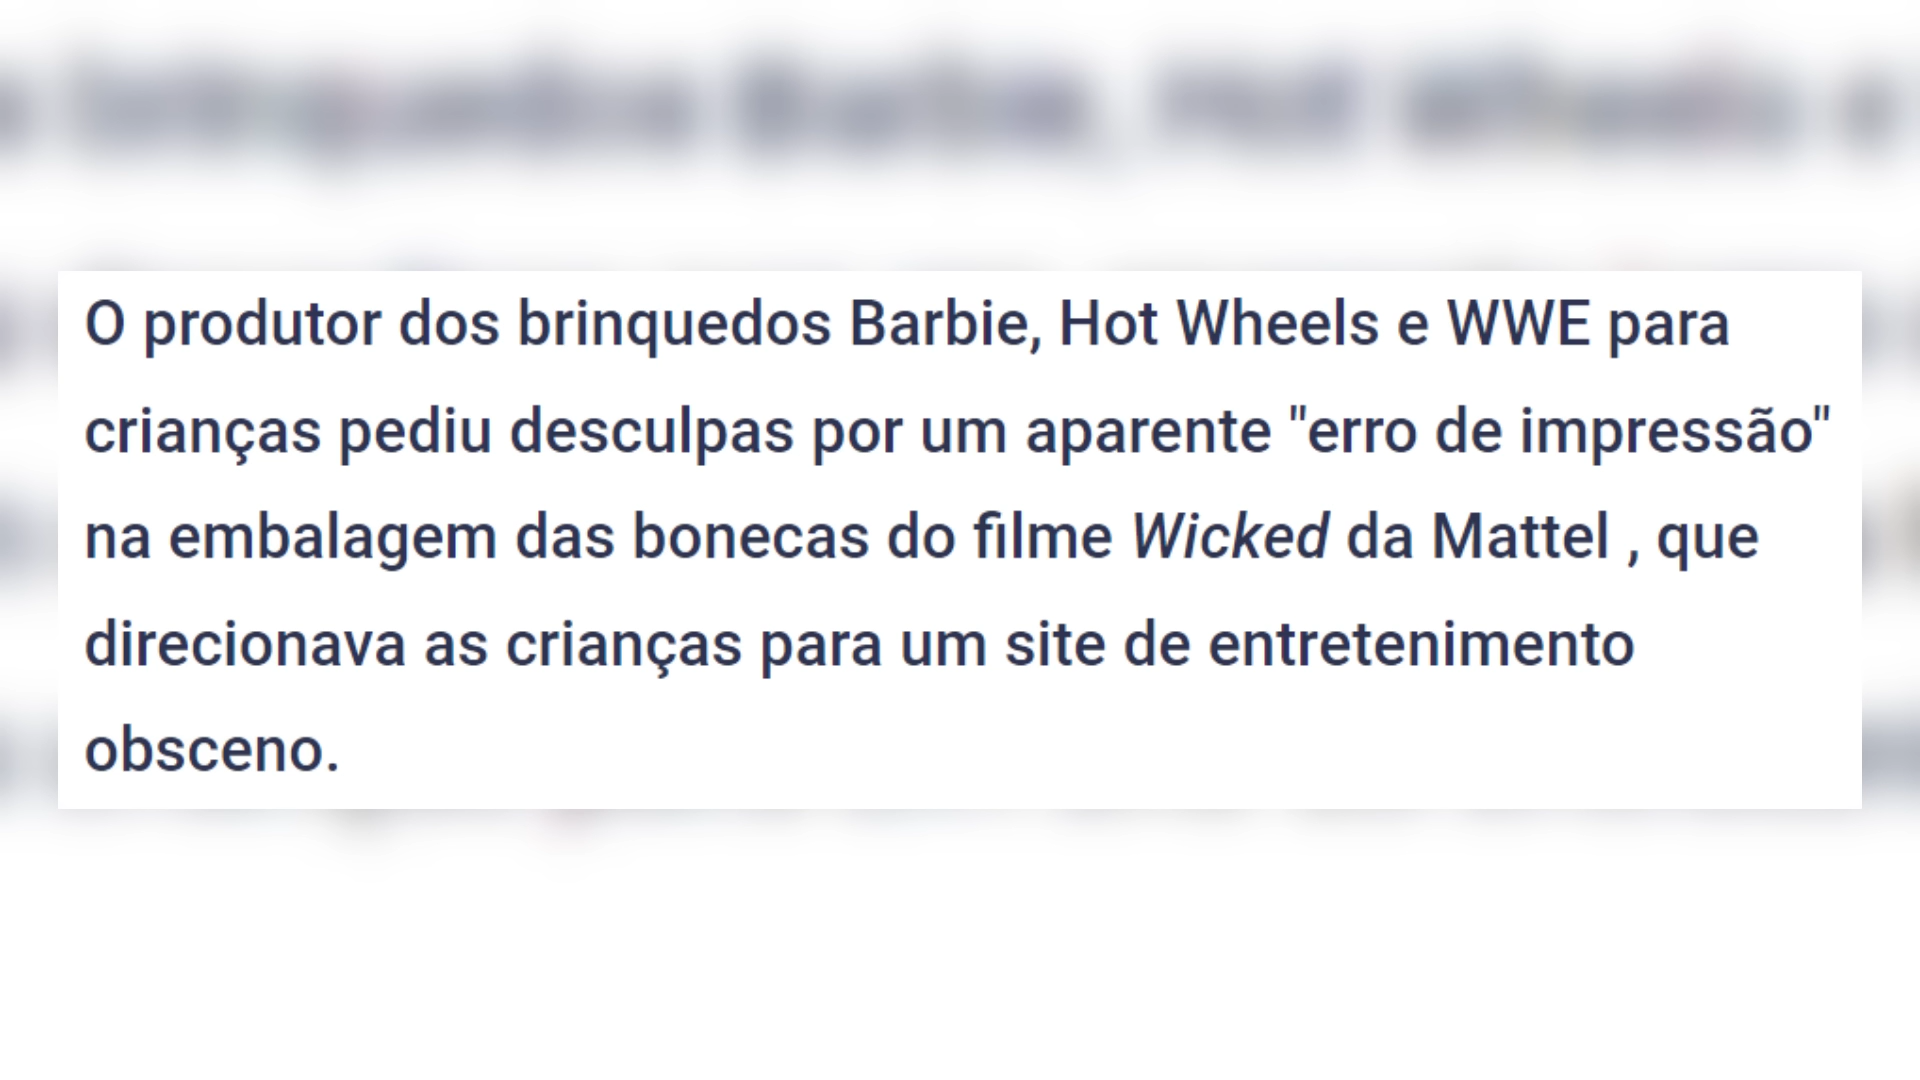 O produtor dos brinquedos Barbie, Hot Wheels e WWE para
crianças pediu desculpas por um aparente "erro de impressão"
na embalagem das bonecas do filme Wicked da Mattel , que
direcionava as crianças para um site de entretenimento
obsceno.